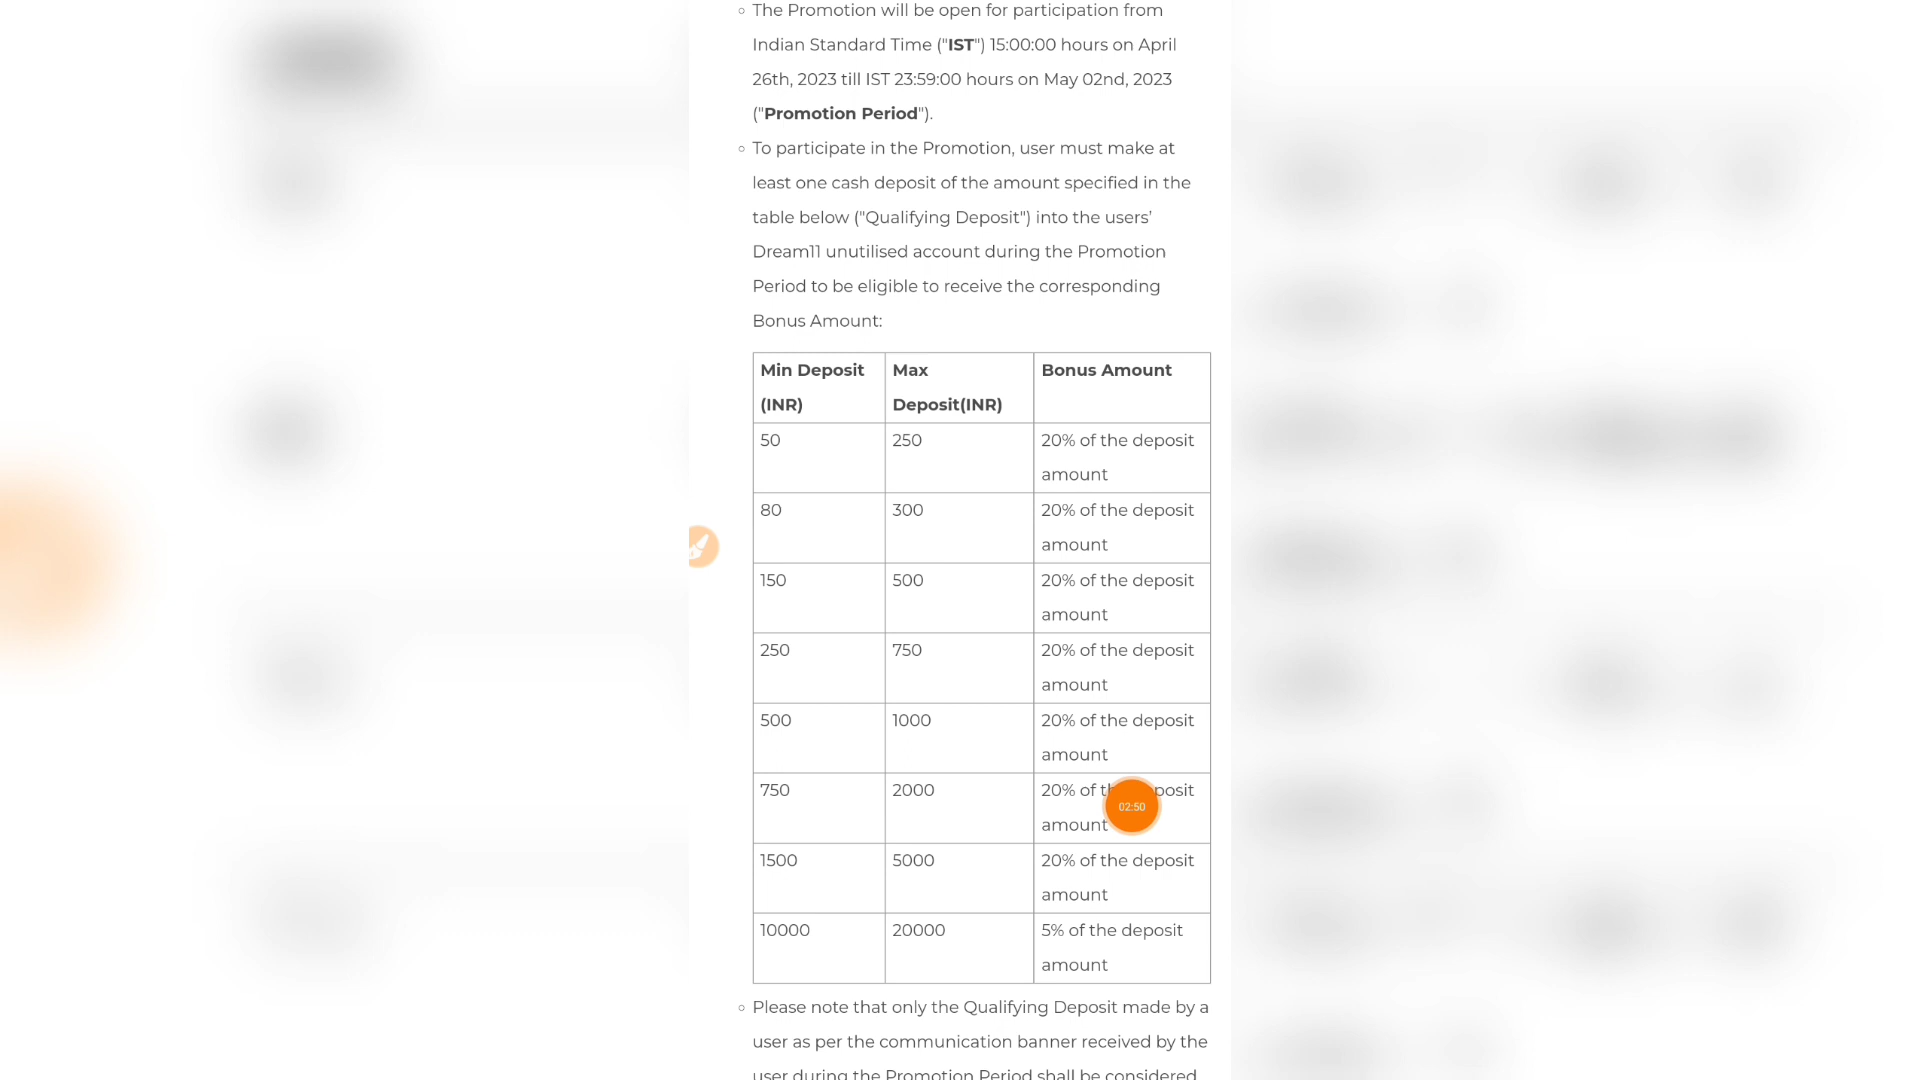 The Promotion will be open for participation from
Indian Standard Time ("IST") 15:00:00 hours on April
26th, 2023 till IST 23:59:00 hours on May 02nd, 2023
("Promotion Period").
To participate in the Promotion, user must make at
least one cash deposit of the amount specified in the
table below ("Qualifying Deposit") into the users’
Dream11 unutilised account during the Promotion
Period to be eligible to receive the corresponding
Bonus Amount:
Min Deposit Max Bonus Amount
(INR) Deposit(INR)
50 250 20% of the deposit
amount
80 300 20% of the deposit
amount
150 500 20% of the deposit
amount
250 750 20% of the deposit
amount
500 1000 20% of the deposit
amount
750 2000 20% of posit
02:50
amount
1500 5000 20% of the deposit
amount
10000 20000 5% of the deposit
amount
Please note that only the Qualifying Deposit made by a
user as per the communication banner received by the
user during the Promotion Period shall be considered